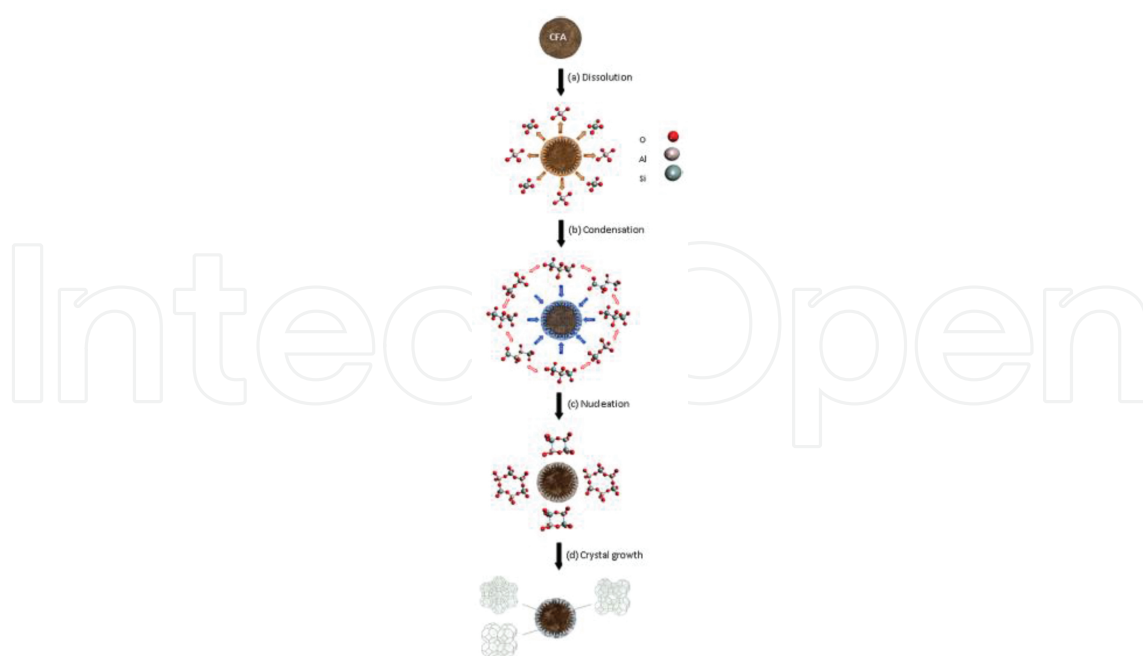 CFA
(a) Dissolution
O
Al
Si
(b) Condensation
IntechOpen
(c) Nucleation
(d) Crystal growth